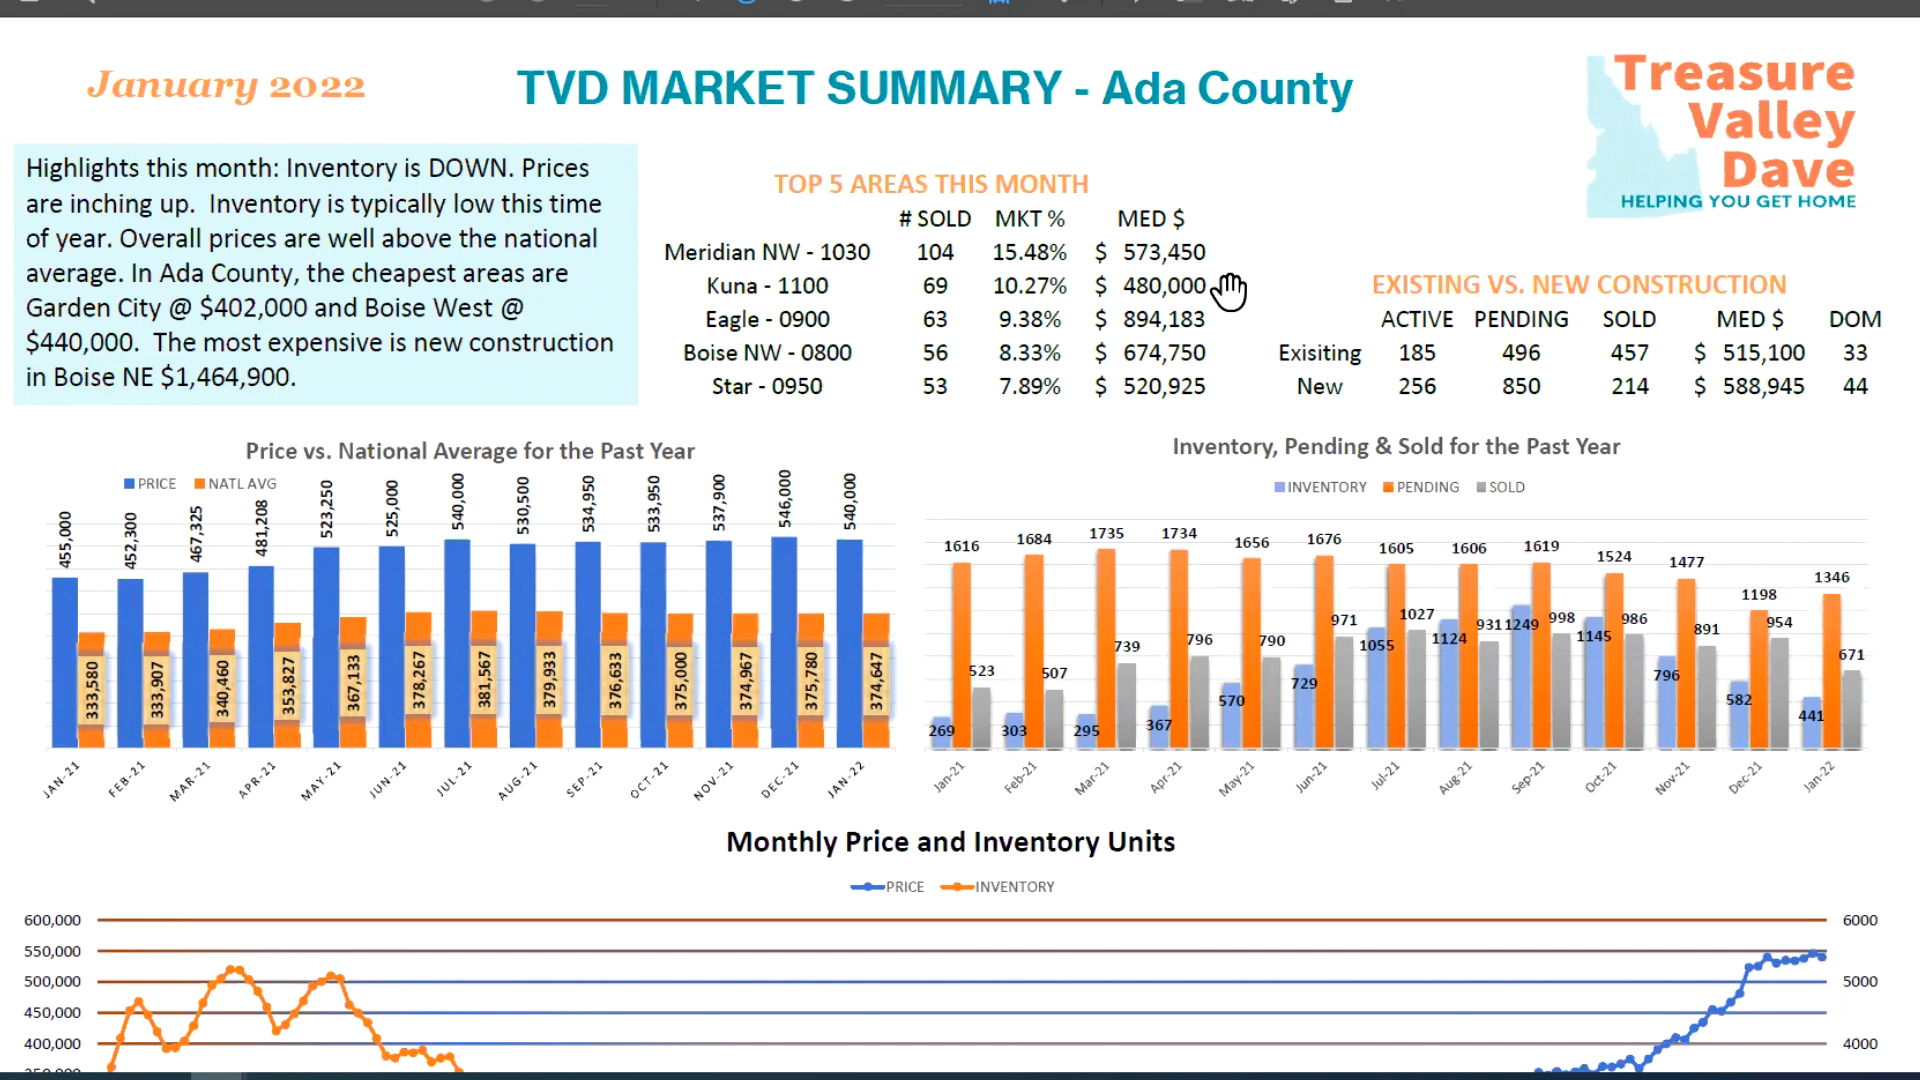 January 2022
TVD MARKET SUMMARY - Ada County
Treasure
Valley
Dave
HELPING YOU GET HOME
Highlights this month: Inventory is DOWN. Prices
are inching up. Inventory is typically low this time
of year. Overall prices are well above the national
average. In Ada County, the cheapest areas are
Garden City @ $402,000 and Boise West @
$440,000. The most expensive is new construction
in Boise NE $1,464,900.
TOP 5 AREAS THIS MONTH
# SOLD MKT % MED $
Meridian NW - 1030 104 15.48% $ 573,450
Kuna - 1100 69 10.27% $ 480,000
Eagle - 0900 63 9.38% $ 894,183
Boise NW - 0800 56 8.33% $ 674,750
Star - 0950 53 7.89% $ 520,925
EXISTING VS. NEW CONSTRUCTION
ACTIVE PENDING SOLD MED $ DOM
Exisiting 185 496 457 $ 515,100 33
New 256 850 214 $ 588,945 44
Price vs. National Average for the Past Year
PRICE NATL AVG
455,000 452,300 467,325 481,208 523,250 525,000 540,000 530,500 534,950 533,950 537,900 546,000 540,000
333,580 333,907 340,460 353,827 367,133 378,267 381,567 379,933 376,633 375,000 374,967 375,780 374,647
JAN-21 FEB-21 MAR-21 APR-21 MAY-21 JUN-21 JUL-21 AUG-21 SEP-21 OCT-21 NOV-21 DEC-21 JAN-22
Inventory, Pending & Sold for the Past Year
INVENTORY PENDING SOLD
1616 1684 1735 1734 1656 1676 1605 1606 1619 1524 1477 1198 1346
523 507 739 796 790 971 1027 931 998 986 891 954 671
269 303 295 367 570 729 1055 1124 1249 1145 796 582 441
Jan-21 Feb-21 Mar-21 Apr-21 May-21 Jun-21 Jul-21 Aug-21 Sep-21 Oct-21 Nov-21 Dec-21 Jan-22
Monthly Price and Inventory Units
PRICE INVENTORY
600,000 6000
550,000
500,000 5000
450,000
400,000 4000